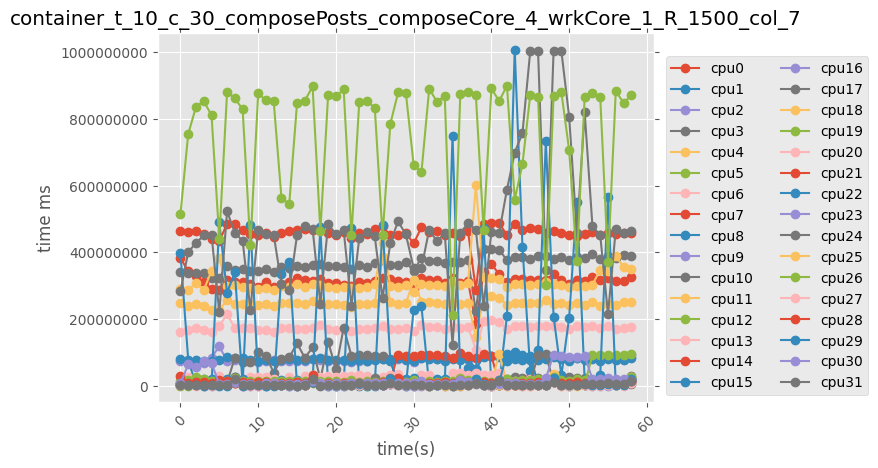 container_t_10_c_30_composePosts_composeCore_4_wrkCore_1_R_1500_col_7
time ms
1000000000
800000000
600000000
400000000
200000000
0
0
10
20
30
40
50
60
time(s)
cpu0
cpu1
cpu2
cpu3
cpu4
cpu5
cpu6
cpu7
cpu8
cpu9
cpu10
cpu11
cpu12
cpu13
cpu14
cpu15
cpu16
cpu17
cpu18
cpu19
cpu20
cpu21
cpu22
cpu23
cpu24
cpu25
cpu26
cpu27
cpu28
cpu29
cpu30
cpu31